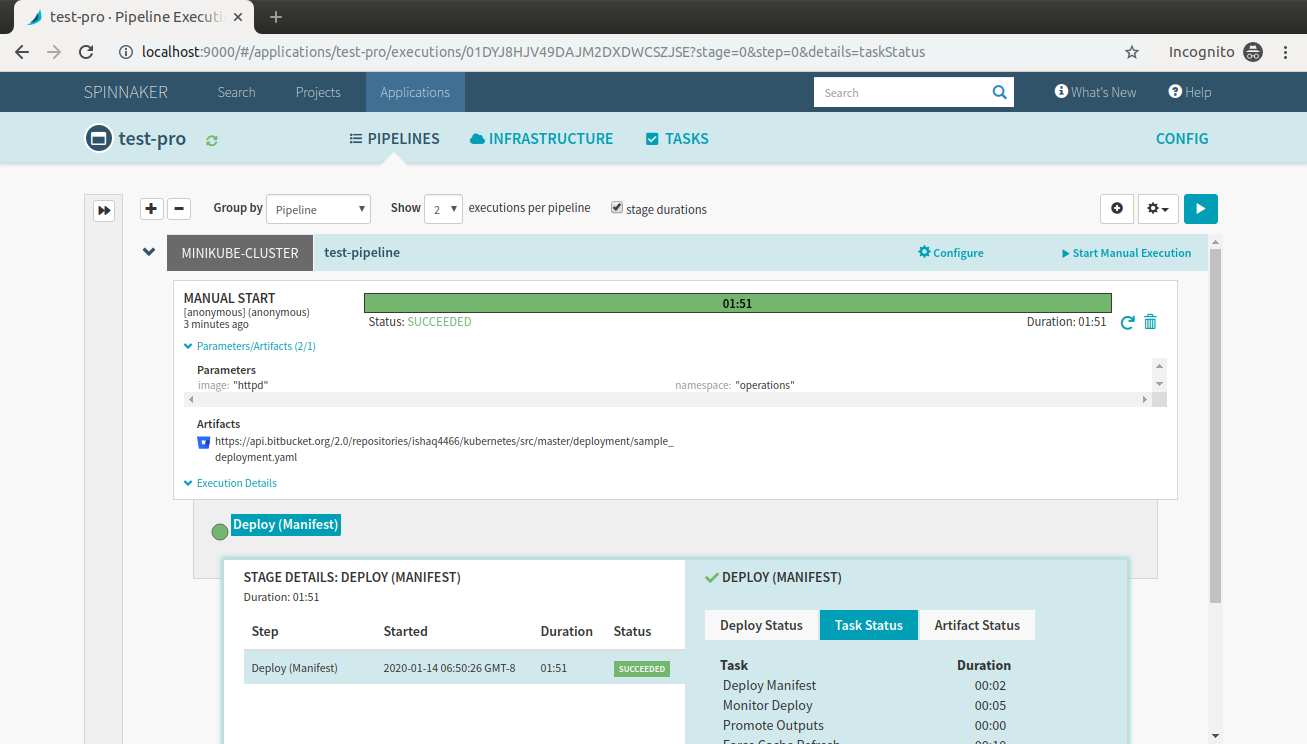 test-pro · Pipeline Executi
localhost:9000/#/applications/test-pro/executions/01DYJ8HJV49DAJM2DXDWCSZJSE?stage=0&step=0&details=taskStatus
Incognito
SPINNAKER Search Projects Applications Search What's New Help
test-pro PIPELINES INFRASTRUCTURE TASKS CONFIG
Group by Pipeline Show 2 executions per pipeline stage durations
MINIKUBE-CLUSTER test-pipeline Configure Start Manual Execution
MANUAL START
[anonymous] (anonymous)
3 minutes ago
01:51
Status: SUCCEEDED Duration: 01:51
Parameters/Artifacts (2/1)
Parameters
image: "httpd" namespace: "operations"
Artifacts
https://api.bitbucket.org/2.0/repositories/ishaq4466/kubernetes/src/master/deployment/sample_
deployment.yaml
Execution Details
Deploy (Manifest)
STAGE DETAILS: DEPLOY (MANIFEST)
Duration: 01:51
Step Started Duration Status
Deploy (Manifest) 2020-01-14 06:50:26 GMT-8 01:51 SUCCEEDED
DEPLOY (MANIFEST)
Deploy Status Task Status Artifact Status
Task Duration
Deploy Manifest 00:02
Monitor Deploy 00:05
Promote Outputs 00:00
Force Cache Refresh 00:10